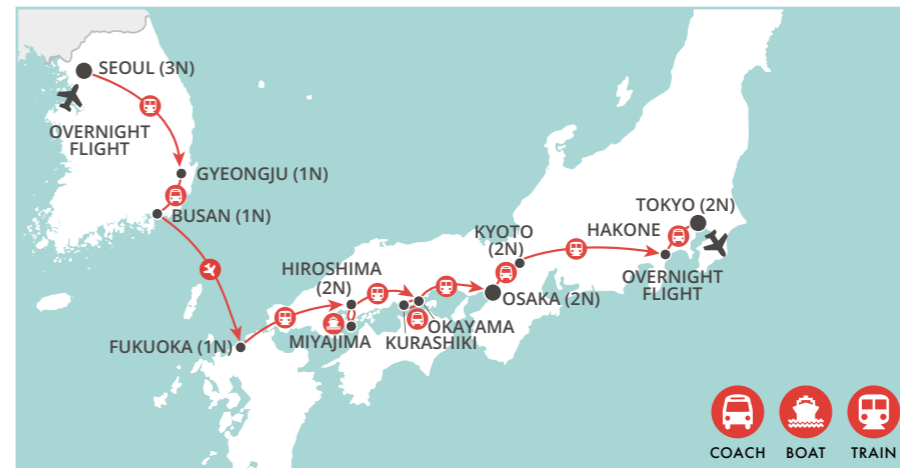 SEOUL (3N)
OVERNIGHT
FLIGHT
GYEONGJU (1N)
BUSAN (1N)
FUKUOKA (1N)
HIROSHIMA
(2N)
MIYAJIMA
OKAYAMA
KURASHIKI
KYOTO
(2N)
OSAKA (2N)
HAKONE
TOKYO (2N)
OVERNIGHT
FLIGHT
COACH BOAT TRAIN